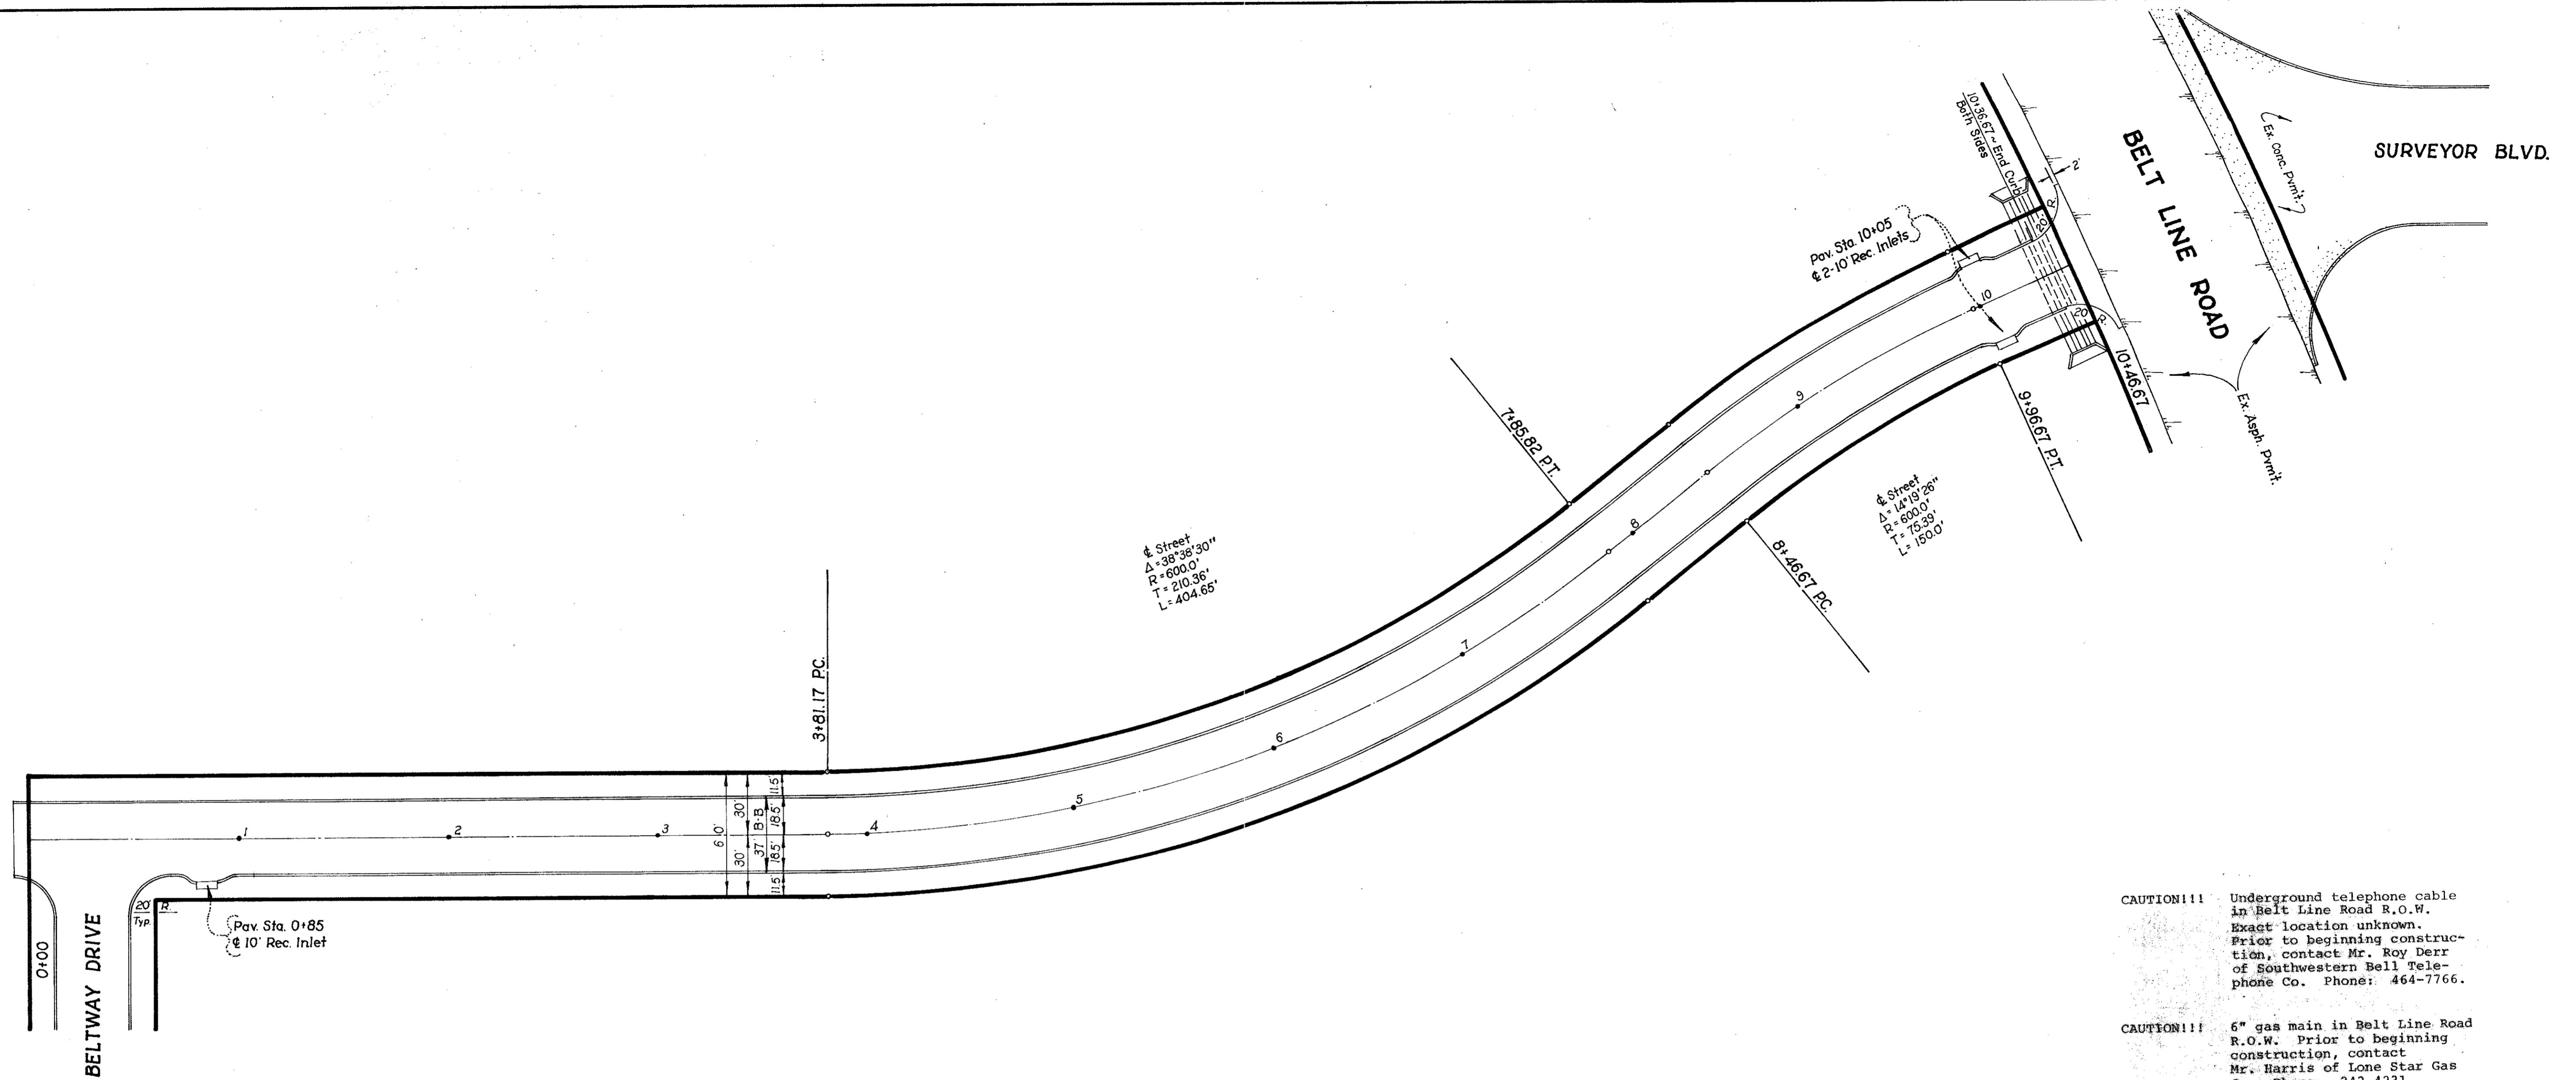 SURVEYOR BLVD.
BELT LINE ROAD
Ex. Conc. Pvm't.
Ex. Asph. Pvm't.
10+36.67 ~ End Curb
Both Sides
2'
20' R.
20' R.
10+46.67
Pav. Sta. 10+05
℄ 2-10' Rec. Inlets
10
9
9+96.67 P.T.
℄ Street
Δ = 14°19'26"
R = 600.0'
T = 75.39'
L = 150.0'
7+85.82 P.T.
8
8+46.67 P.C.
℄ Street
Δ = 38°38'30"
R = 600.0'
T = 210.36'
L = 404.65'
7
3+81.17 P.C.
6
5
4
3
2
1
60'
30'
30'
37' B-B
11.5'
18.5'
18.5'
11.5'
20' R.
Typ.
Pav. Sta. 0+85
℄ 10' Rec. Inlet
0+00
BELTWAY DRIVE
CAUTION!!! Underground telephone cable
in Belt Line Road R.O.W.
Exact location unknown.
Prior to beginning construc-
tion, contact Mr. Roy Derr
of Southwestern Bell Tele-
phone Co. Phone: 464-7766.
CAUTION!!! 6" gas main in Belt Line Road
R.O.W. Prior to beginning
construction, contact
Mr. Harris of Lone Star Gas